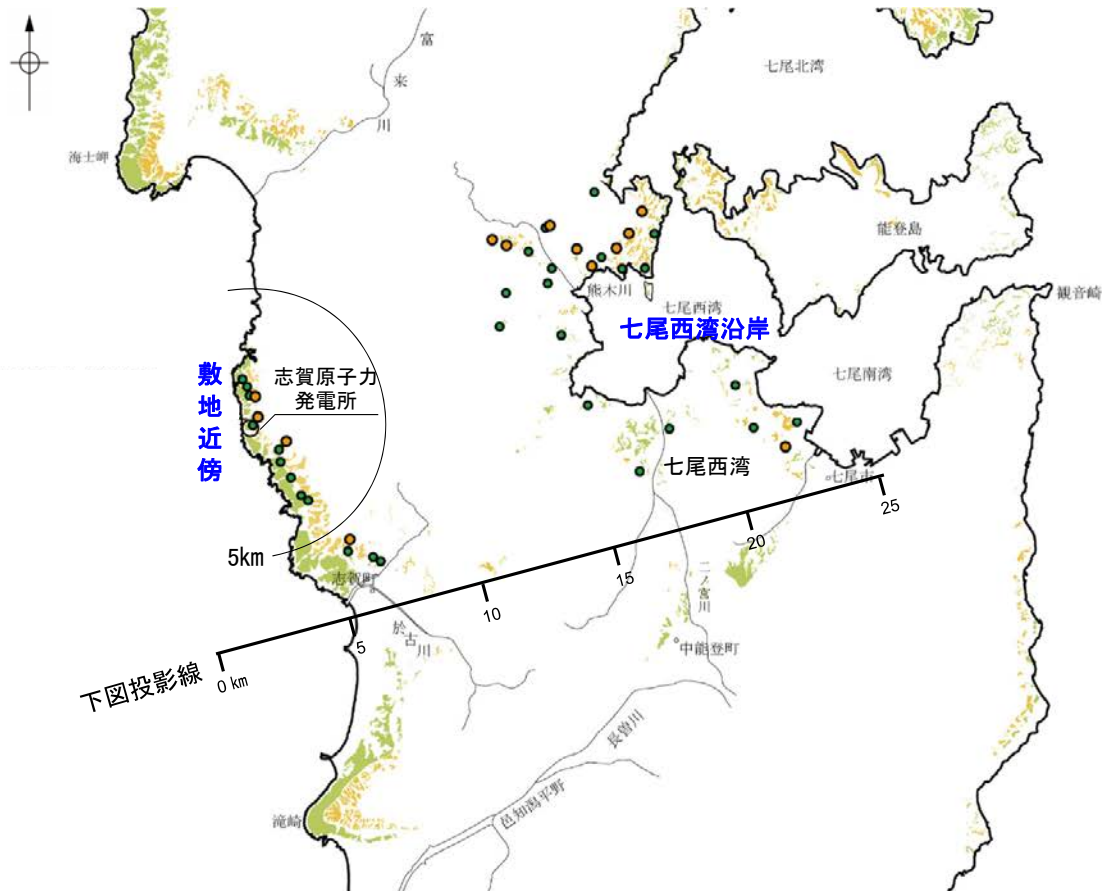 富
来
川
七尾北湾
海士岬
能登島
熊木川
七尾西湾
七尾西湾沿岸
観音崎
七尾南湾
敷地近傍
志賀原子力
発電所
七尾西湾
七尾市
5km
志賀町
二ノ宮川
於古川
中能登町
下図投影線
0 km
5
10
15
20
25
長曽川
邑知潟平野
滝崎